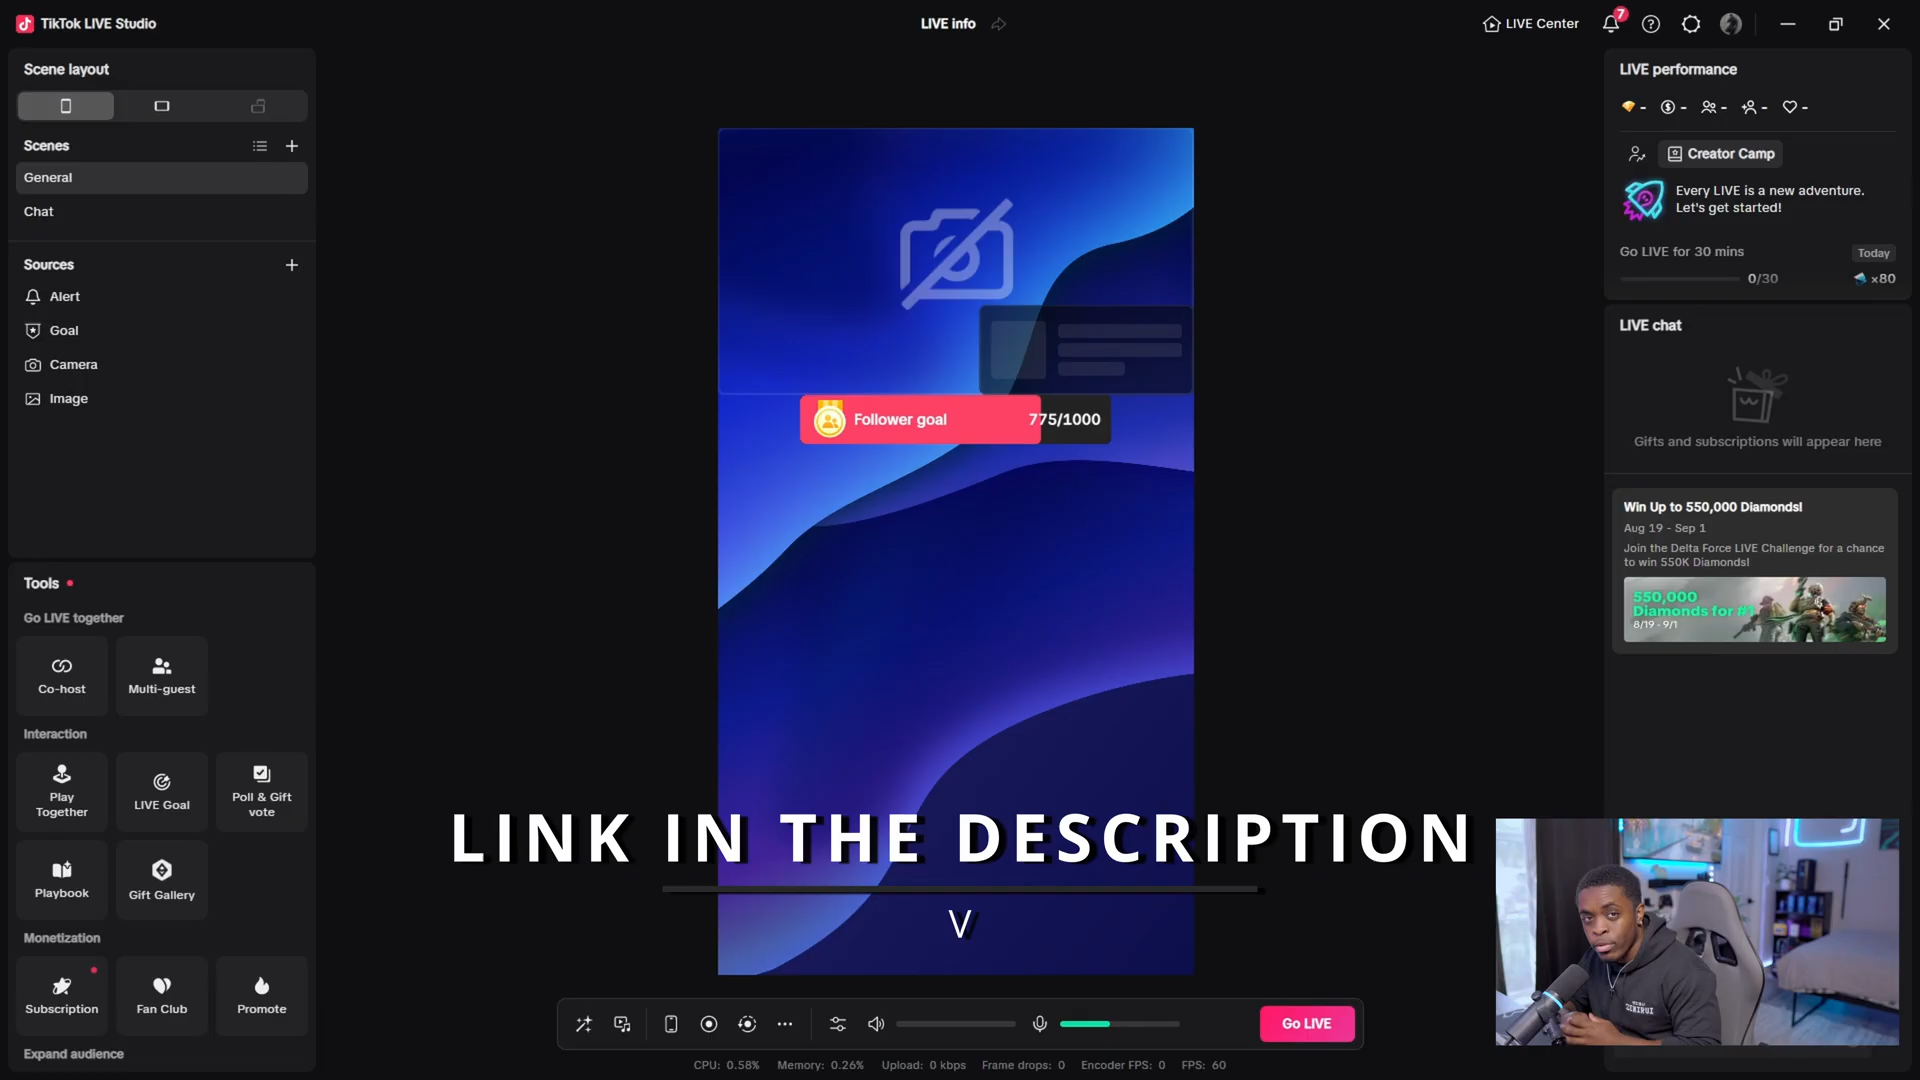 TikTok LIVE Studio
LIVE info
LIVE Center
7
Scene layout
Scenes
General
Chat
Sources
Alert
Goal
Camera
Image
Tools
Go LIVE together
Co-host
Multi-guest
Interaction
Play
Together
LIVE Goal
Poll & Gift
vote
Playbook
Gift Gallery
Monetization
Subscription
Fan Club
Promote
Expand audience
Follower goal
775/1000
LINK IN THE DESCRIPTION
V
Go LIVE
CPU: 0.58%
Memory: 0.26%
Upload: 0 kbps
Frame drops: 0
Encoder FPS: 0
FPS: 60
LIVE performance
- - - - -
Creator Camp
Every LIVE is a new adventure.
Let's get started!
Go LIVE for 30 mins
Today
0/30
×80
LIVE chat
Gifts and subscriptions will appear here
Win Up to 550,000 Diamonds!
Aug 19 - Sep 1
Join the Delta Force LIVE Challenge for a chance
to win 550K Diamonds!
550,000
Diamonds for #1
8/19 - 9/1